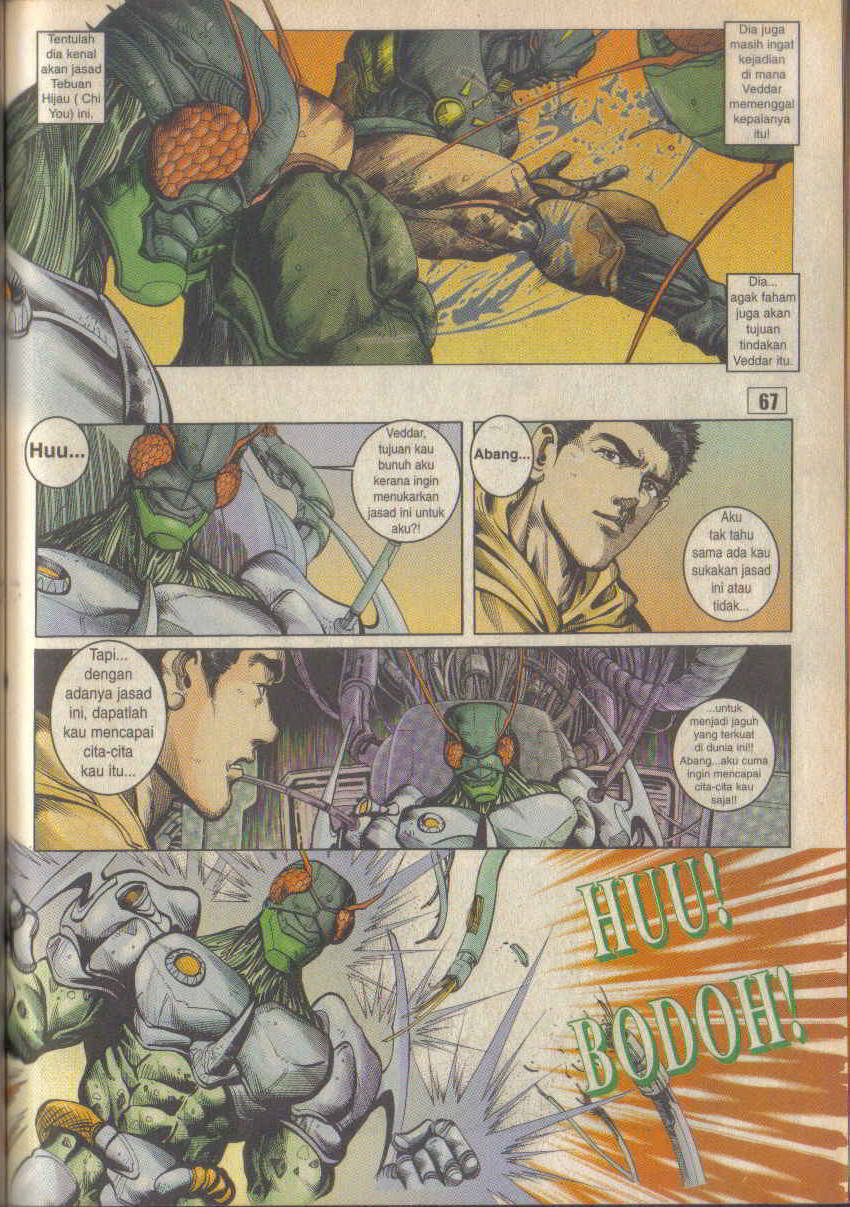 Tentulah
dia kenal
akan jasad
Tebuan
Hijau ( Chi
You) ini.
Dia juga
masih ingat
kejadian
di mana
Veddar
memenggal
kepalanya
itu!
Dia...
agak faham
juga akan
tujuan
tindakan
Veddar itu.
67
Huu...
Veddar,
tujuan kau
bunuh aku
kerana ingin
menukarkan
jasad ini untuk
aku?!
Abang...
Aku
tak tahu
sama ada kau
sukakan jasad
ini atau
tidak...
Tapi...
dengan
adanya jasad
ini, dapatlah
kau mencapai
cita-cita
kau itu...
...untuk
menjadi jaguh
yang terkuat
di dunia ini!!
Abang...aku cuma
ingin mencapai
cita-cita kau
saja!!
HUU!
BODOH!